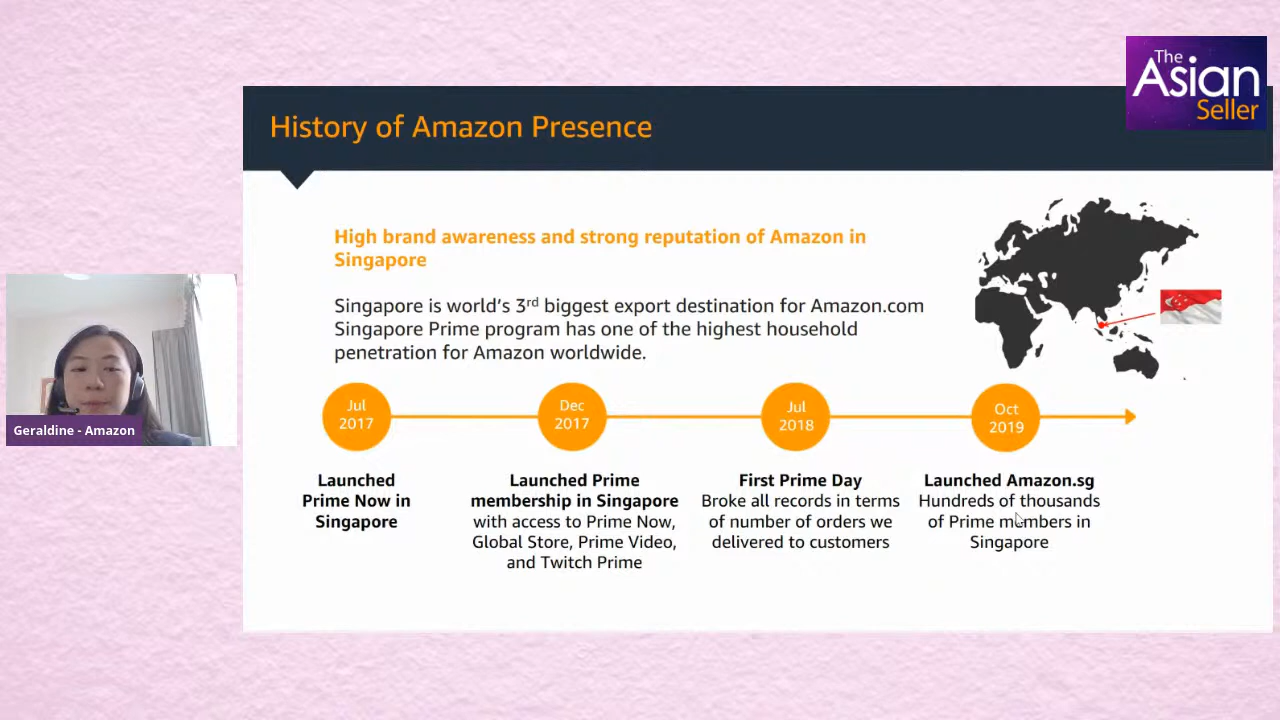 The
Asian
Seller
History of Amazon Presence
High brand awareness and strong reputation of Amazon in
Singapore
Singapore is world's 3rd biggest export destination for Amazon.com
Singapore Prime program has one of the highest household
penetration for Amazon worldwide.
Jul
2017
Launched
Prime Now in
Singapore
Dec
2017
Launched Prime
membership in Singapore
with access to Prime Now,
Global Store, Prime Video,
and Twitch Prime
Jul
2018
First Prime Day
Broke all records in terms
of number of orders we
delivered to customers
Oct
2019
Launched Amazon.sg
Hundreds of thousands
of Prime members in
Singapore
Geraldine - Amazon